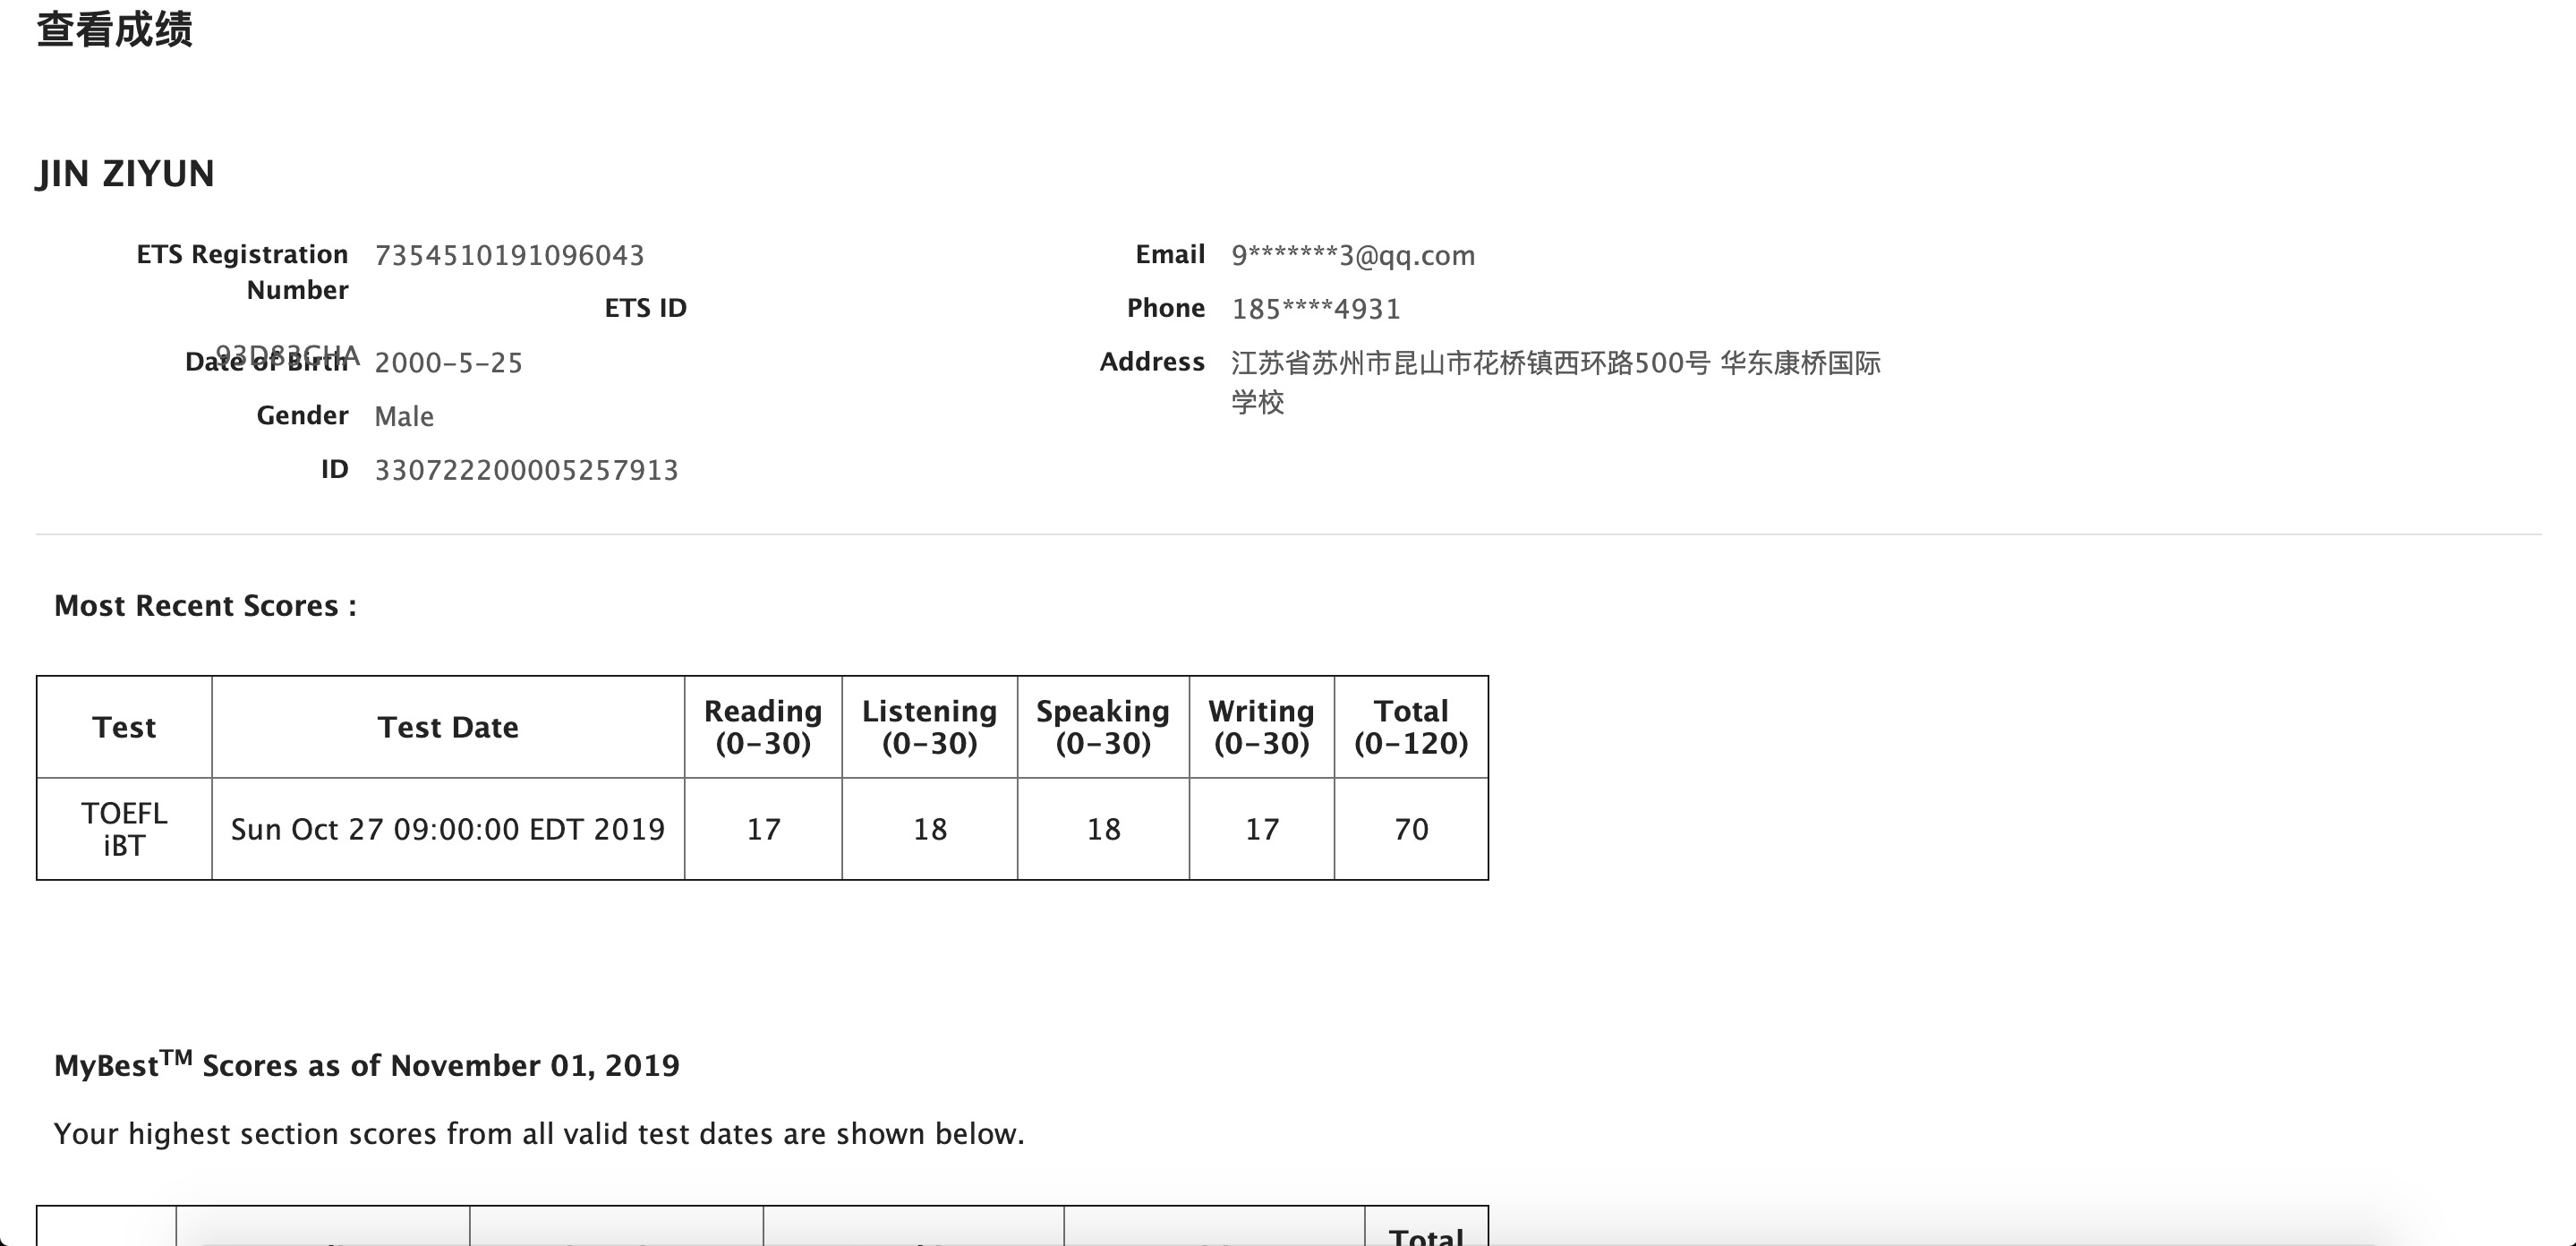 查看成绩
JIN ZIYUN
ETS Registration Number 7354510191096043
ETS ID 93D83GHA
Date of Birth 2000-5-25
Gender Male
ID 330722200005257913
Email 9*******3@qq.com
Phone 185****4931
Address 江苏省苏州市昆山市花桥镇西环路500号 华东康桥国际
学校
Most Recent Scores :
Test Test Date Reading (0-30) Listening (0-30) Speaking (0-30) Writing (0-30) Total (0-120)
TOEFL iBT Sun Oct 27 09:00:00 EDT 2019 17 18 18 17 70
MyBest™ Scores as of November 01, 2019
Your highest section scores from all valid test dates are shown below.
Total